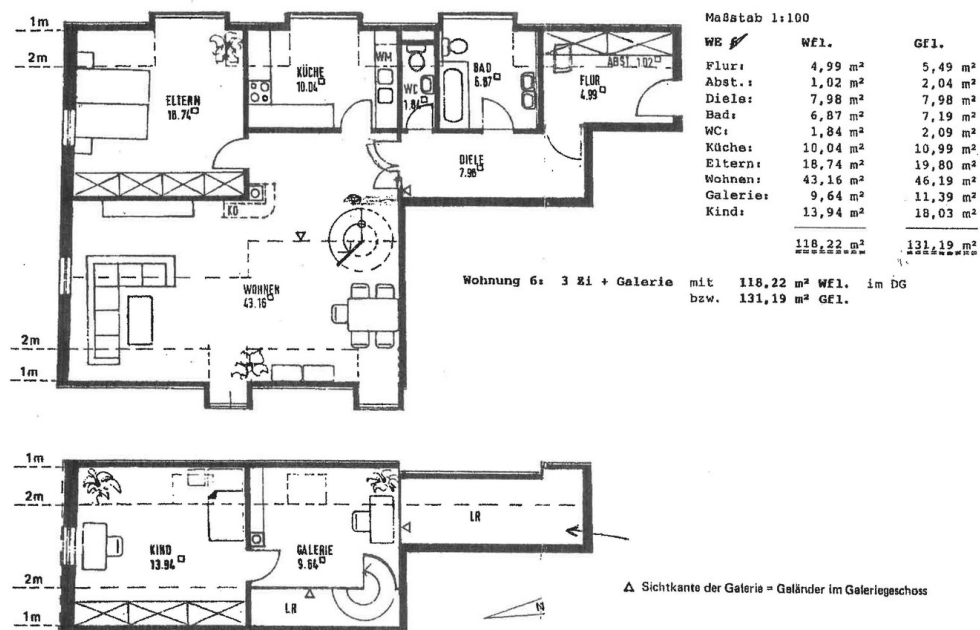 Maßstab 1:100
WE 6 Wfl. Gfl.
Flur: 4,99 m² 5,49 m²
Abst.: 1,02 m² 2,04 m²
Diele: 7,98 m² 7,98 m²
Bad: 6,87 m² 7,19 m²
WC: 1,84 m² 2,09 m²
Küche: 10,04 m² 10,99 m²
Eltern: 18,74 m² 19,80 m²
Wohnen: 43,16 m² 46,19 m²
Galerie: 9,64 m² 11,39 m²
Kind: 13,94 m² 18,03 m²
118,22 m² 131,19 m²
Wohnung 6: 3 Zi + Galerie mit 118,22 m² Wfl. im DG
bzw. 131,19 m² Gfl.
1m
2m
ELTERN
18.74
KÜCHE
10.04
WM
WC
1.84
BAD
6.87
ABST. 1.02
FLUR
4.99
DIELE
7.98
KO
WOHNEN
43.16
2m
1m
1m
2m
KIND
13.94
GALERIE
9.64
LR
LR
2m
1m
N
△ Sichtkante der Galerie = Geländer im Galeriegeschoss